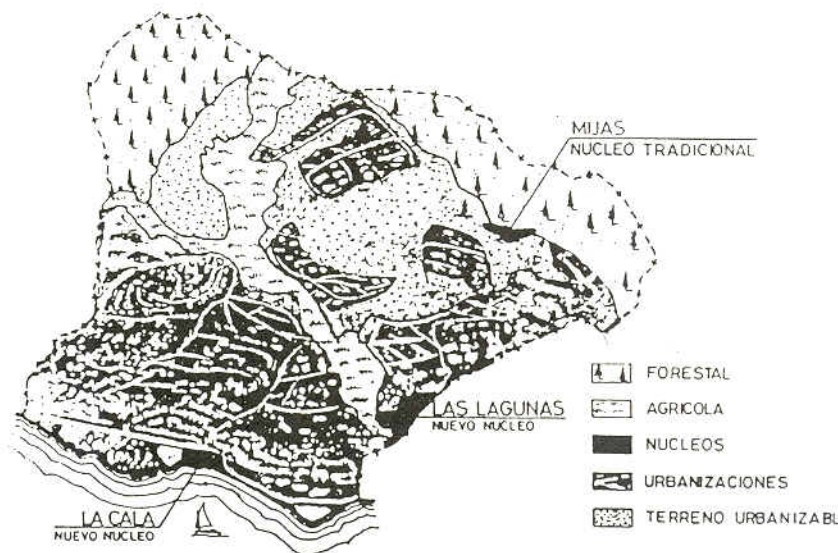 MIJAS
NUCLEO TRADICIONAL
LAS LAGUNAS
NUEVO NUCLEO
FORESTAL
AGRICOLA
NUCLEOS
URBANIZACIONES
TERRENO URBANIZABL
LA CALA
NUEVO NUCLEO